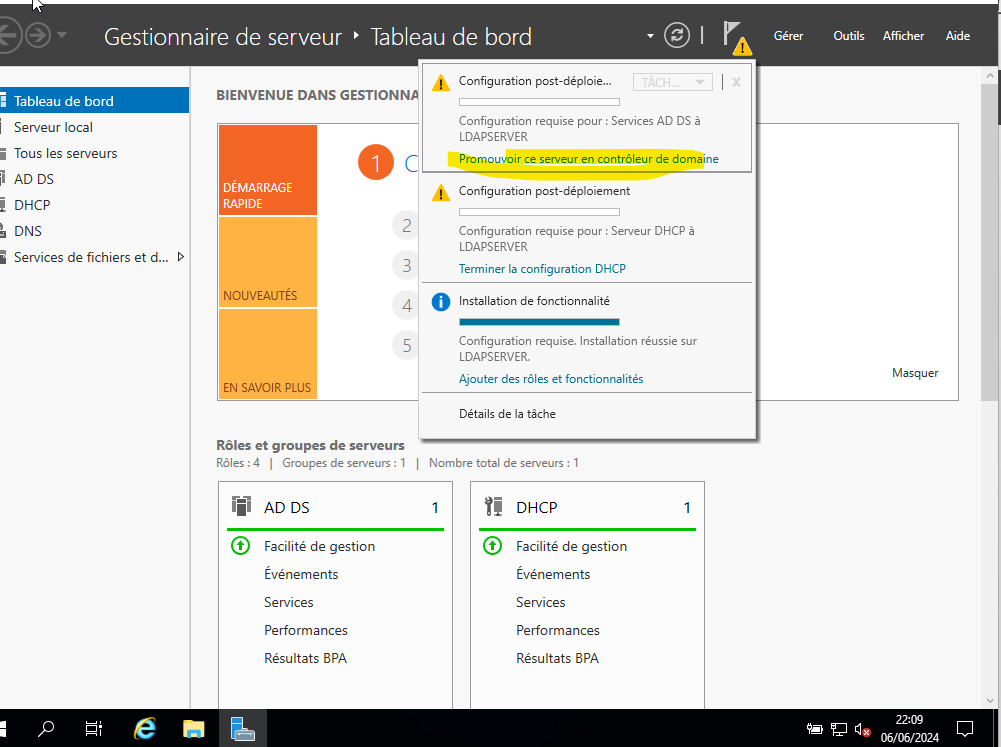 Gestionnaire de serveur ‣ Tableau de bord
Gérer Outils Afficher Aide
Tableau de bord
Serveur local
Tous les serveurs
AD DS
DHCP
DNS
Services de fichiers et d...
BIENVENUE DANS GESTIONNA
DÉMARRAGE
RAPIDE
NOUVEAUTÉS
EN SAVOIR PLUS
1
2
3
4
5
Configuration post-déploie... TÂCH... X
Configuration requise pour : Services AD DS à
LDAPSERVER
Promouvoir ce serveur en contrôleur de domaine
Configuration post-déploiement
Configuration requise pour : Serveur DHCP à
LDAPSERVER
Terminer la configuration DHCP
Installation de fonctionnalité
Configuration requise. Installation réussie sur
LDAPSERVER.
Ajouter des rôles et fonctionnalités
Détails de la tâche
Masquer
Rôles et groupes de serveurs
Rôles : 4 | Groupes de serveurs : 1 | Nombre total de serveurs : 1
AD DS 1
Facilité de gestion
Événements
Services
Performances
Résultats BPA
DHCP 1
Facilité de gestion
Événements
Services
Performances
Résultats BPA
22:09
06/06/2024